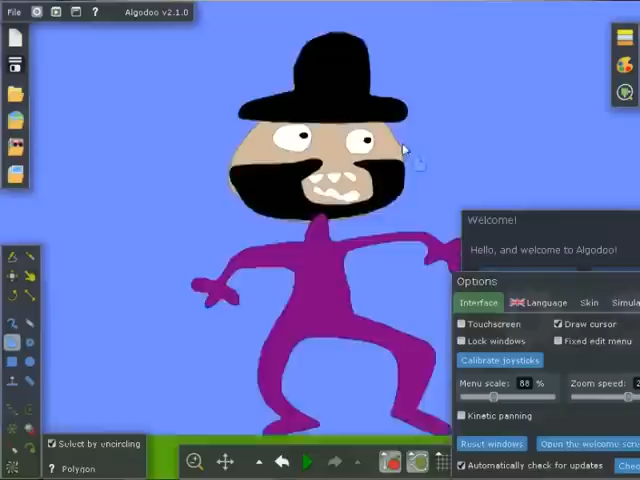 File ? Algodoo v2.1.0
Welcome!
Hello, and welcome to Algodoo!
Options
Interface Language Skin
Touchscreen Draw cursor
Lock windows Fixed edit menu
Calibrate joysticks
Menu scale: 88 % Zoom speed:
Kinetic panning
Reset windows Open the welcome
Automatically check for updates
Select by encircling
? Polygon